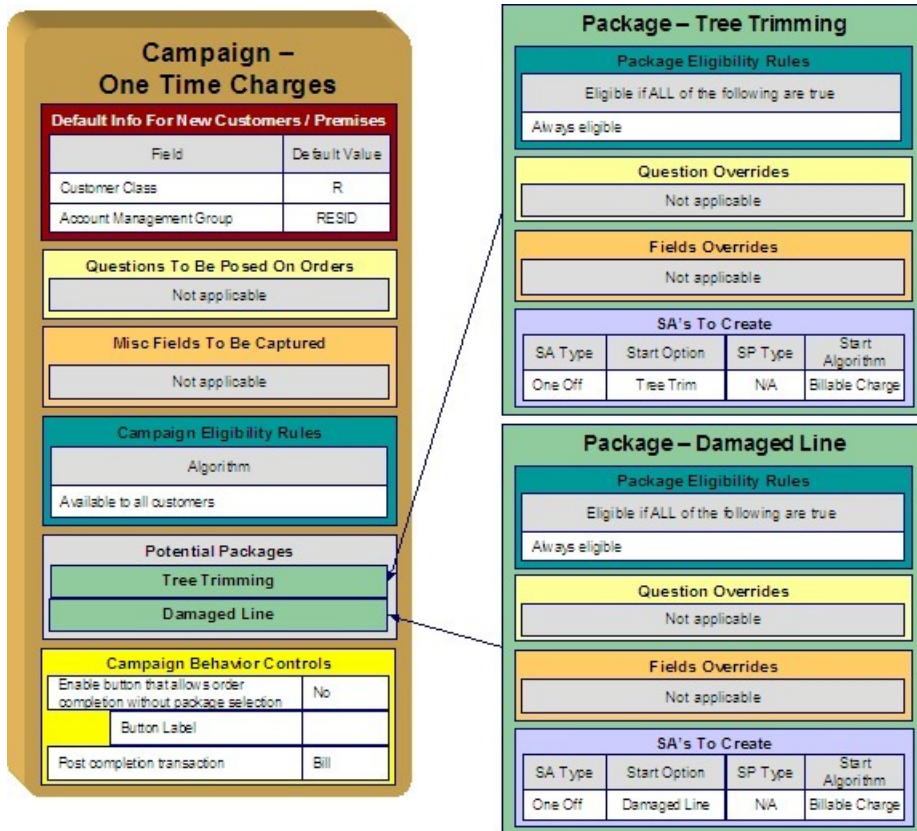 Campaign –
One Time Charges
Default Info For New Customers / Premises
Field Default Value
Customer Class R
Account Management Group RESID
Questions To Be Posed On Orders
Not applicable
Misc Fields To Be Captured
Not applicable
Campaign Eligibility Rules
Algorithm
Available to all customers
Potential Packages
Tree Trimming
Damaged Line
Campaign Behavior Controls
Enable button that allows order
completion without package selection No
Button Label
Post completion transaction Bill
Package – Tree Trimming
Package Eligibility Rules
Eligible if ALL of the following are true
Always eligible
Question Overrides
Not applicable
Fields Overrides
Not applicable
SA's To Create
SA Type Start Option SP Type Start
Algorithm
One Off Tree Trim N/A Billable Charge
Package – Damaged Line
Package Eligibility Rules
Eligible if ALL of the following are true
Always eligible
Question Overrides
Not applicable
Fields Overrides
Not applicable
SA's To Create
SA Type Start Option SP Type Start
Algorithm
One Off Damaged Line N/A Billable Charge